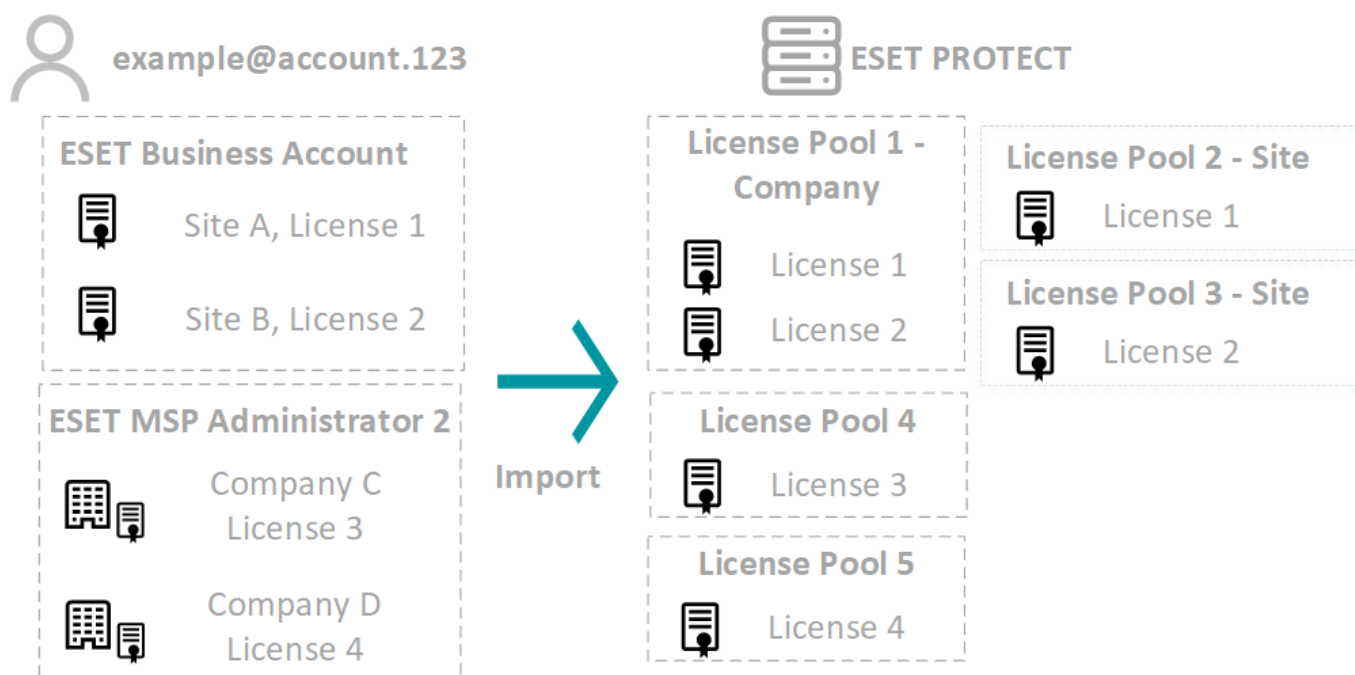 example@account.123
ESET Business Account
Site A, License 1
Site B, License 2
ESET MSP Administrator 2
Company C
License 3
Company D
License 4
Import
ESET PROTECT
License Pool 1 -
Company
License 1
License 2
License Pool 2 - Site
License 1
License Pool 3 - Site
License 2
License Pool 4
License 3
License Pool 5
License 4